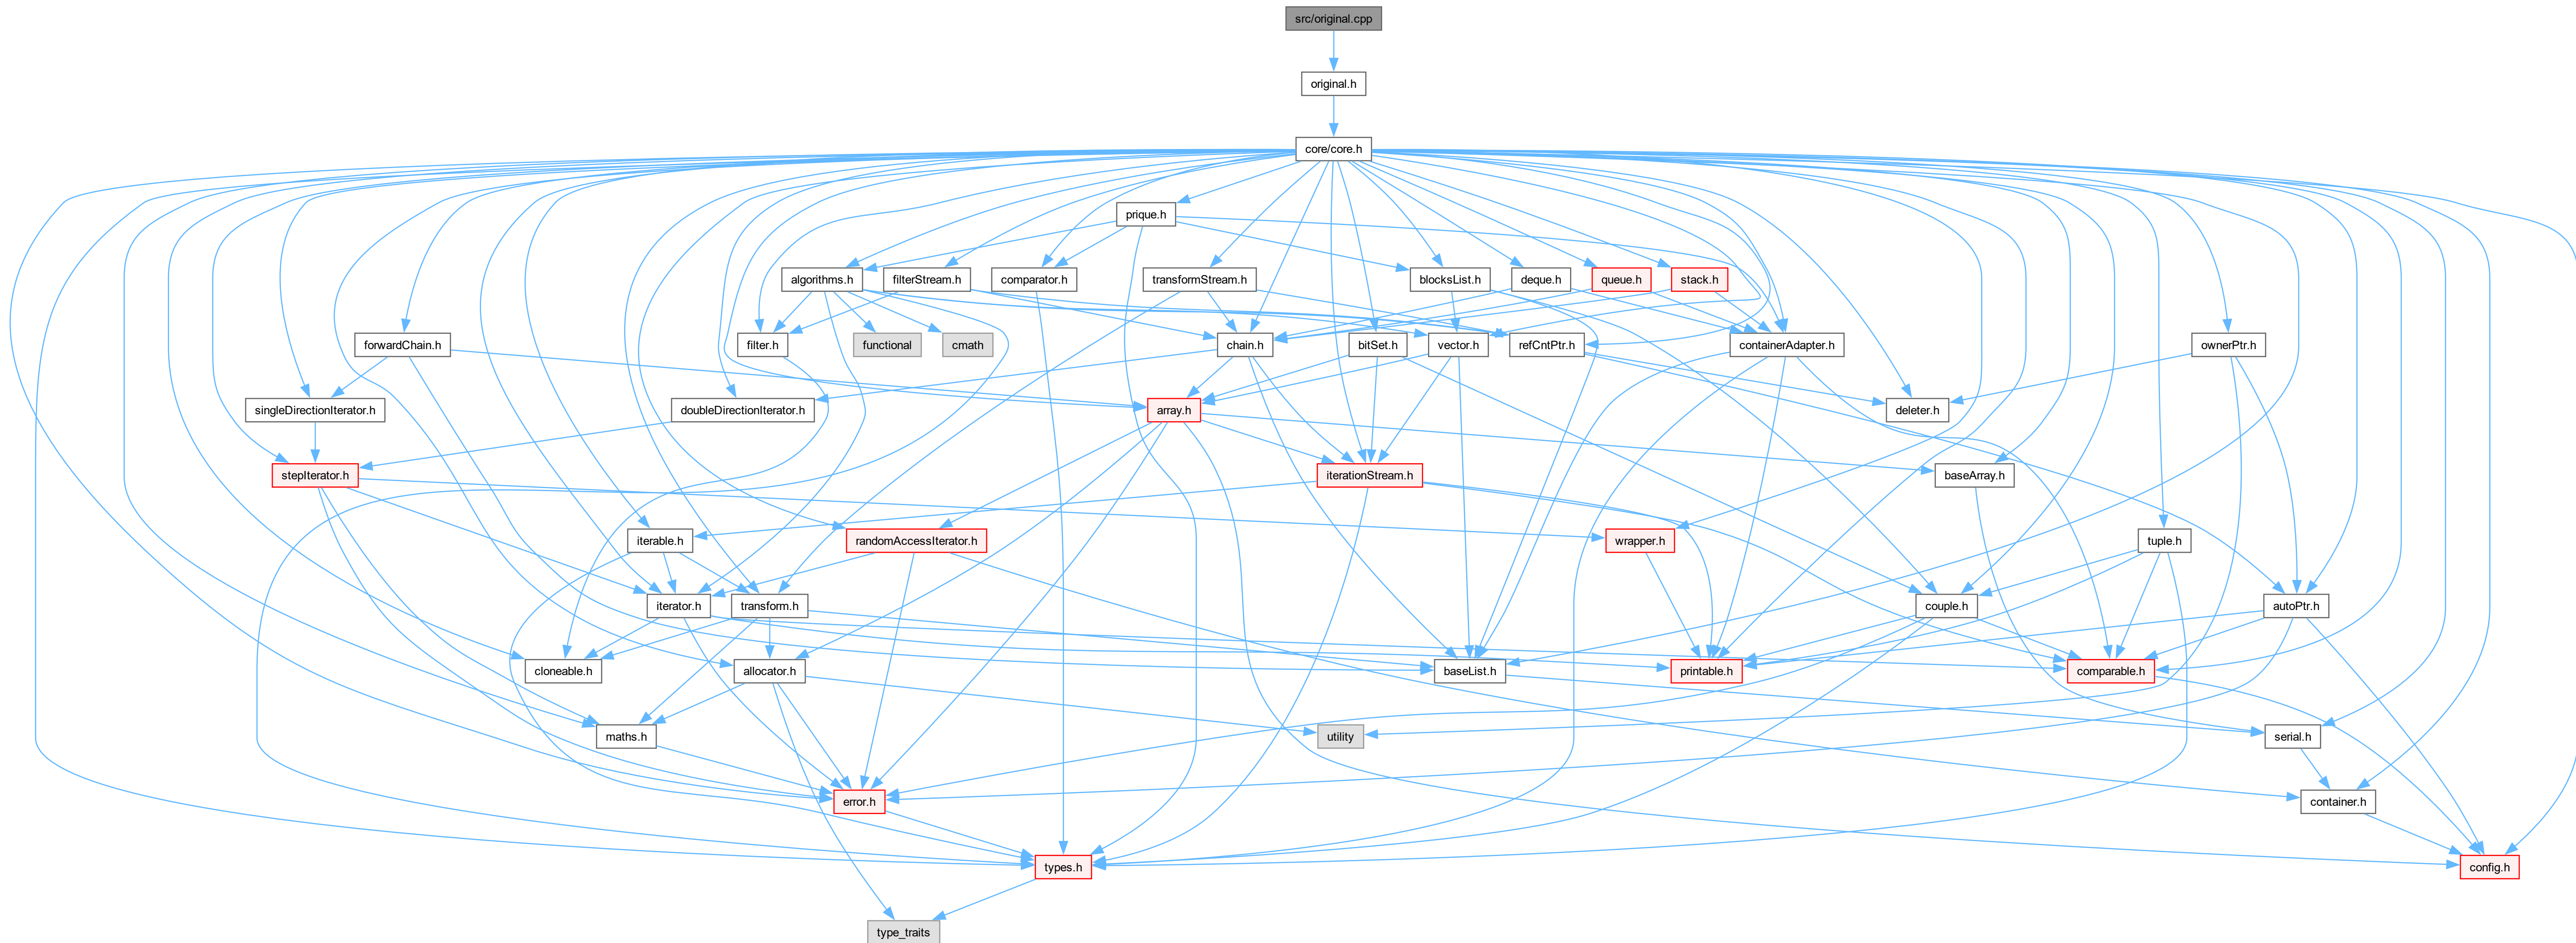 src/original.cpp
original.h
core/core.h
prique.h
algorithms.h
filterStream.h
comparator.h
transformStream.h
blocksList.h
deque.h
queue.h
stack.h
forwardChain.h
filter.h
functional
cmath
chain.h
bitSet.h
vector.h
refCntPtr.h
containerAdapter.h
ownerPtr.h
singleDirectionIterator.h
doubleDirectionIterator.h
array.h
deleter.h
stepIterator.h
iterationStream.h
baseArray.h
iterable.h
randomAccessIterator.h
wrapper.h
tuple.h
iterator.h
transform.h
couple.h
autoPtr.h
cloneable.h
allocator.h
baseList.h
printable.h
comparable.h
maths.h
utility
serial.h
error.h
container.h
types.h
config.h
type_traits